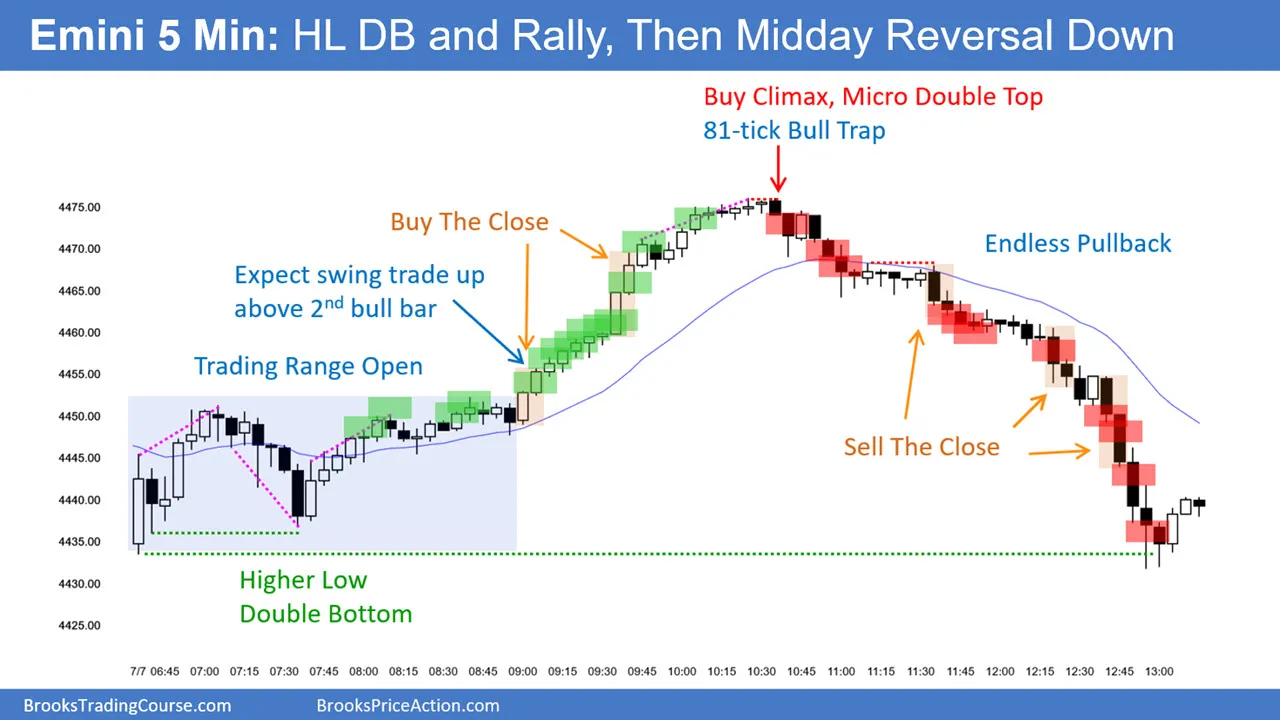 Emini 5 Min: HL DB and Rally, Then Midday Reversal Down
Buy Climax, Micro Double Top
81-tick Bull Trap
Buy The Close
Endless Pullback
Expect swing trade up
above 2nd bull bar
Trading Range Open
Sell The Close
Higher Low
Double Bottom
4475.00
4470.00
4465.00
4460.00
4455.00
4450.00
4445.00
4440.00
4435.00
4430.00
4425.00
7/7 06:45 07:00 07:15 07:30 07:45 08:00 08:15 08:30 08:45 09:00 09:15 09:30 09:45 10:00 10:15 10:30 10:45 11:00 11:15 11:30 11:45 12:00 12:15 12:30 12:45 13:00
BrooksTradingCourse.com BrooksPriceAction.com